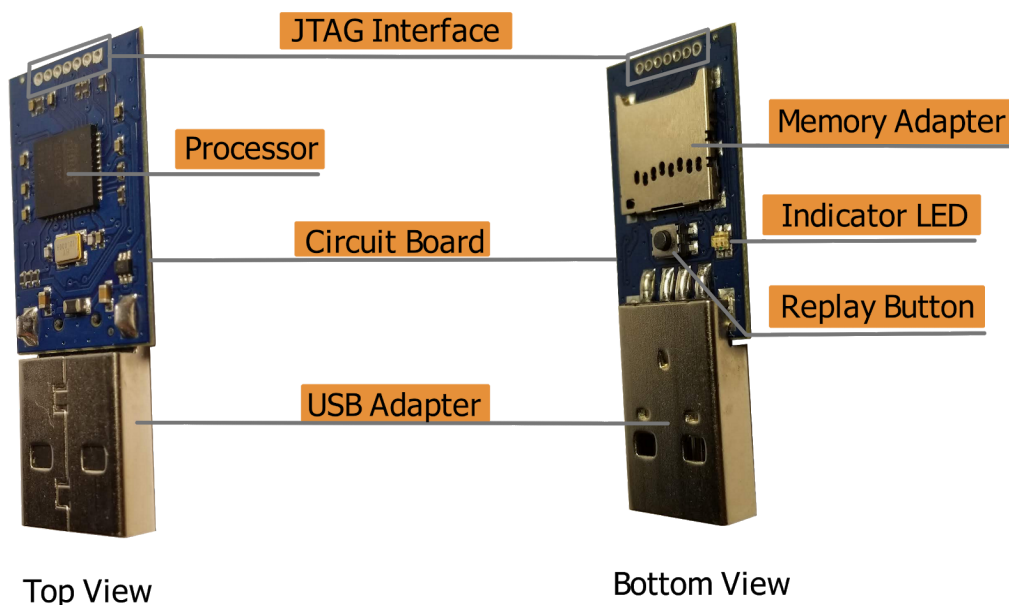 JTAG Interface
Processor
Memory Adapter
Indicator LED
Circuit Board
Replay Button
USB Adapter
Top View
Bottom View